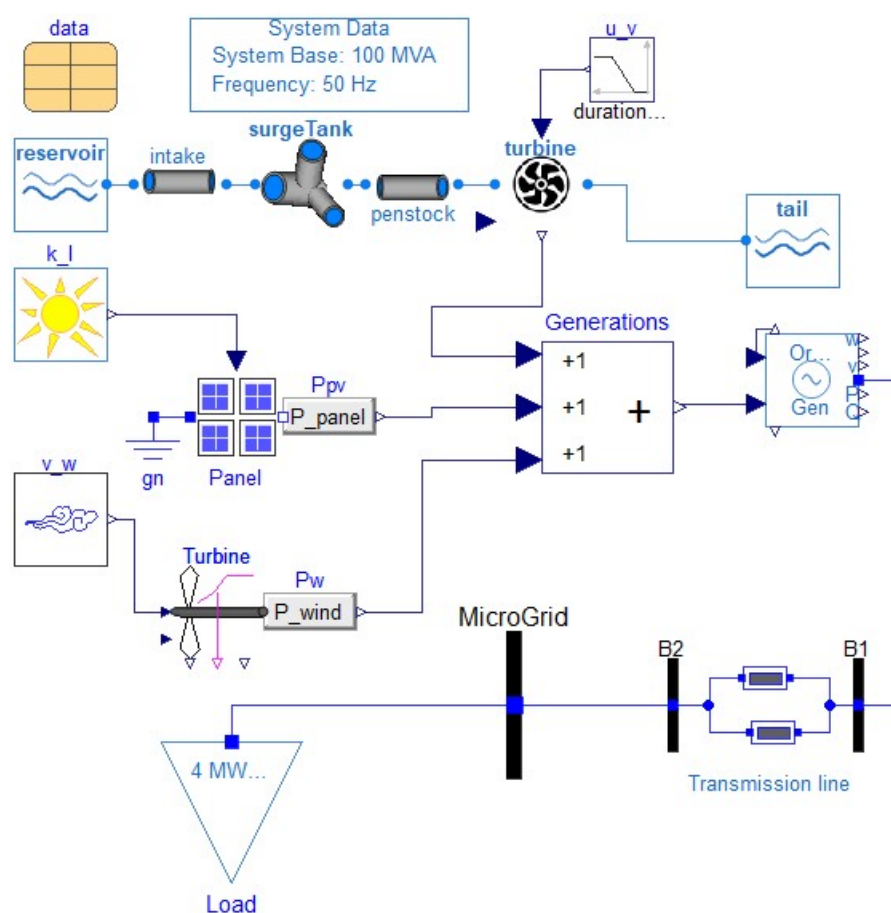 data
System Data
System Base: 100 MVA
Frequency: 50 Hz
u_v
duration...
reservoir
intake
surgeTank
penstock
turbine
tail
k_I
Generations
+1
+1
+1
+
Or...
Gen
w
v
P
Q
Ppv
P_panel
gn
Panel
v_w
Turbine
Pw
P_wind
MicroGrid
B2
B1
4 MW...
Transmission line
Load